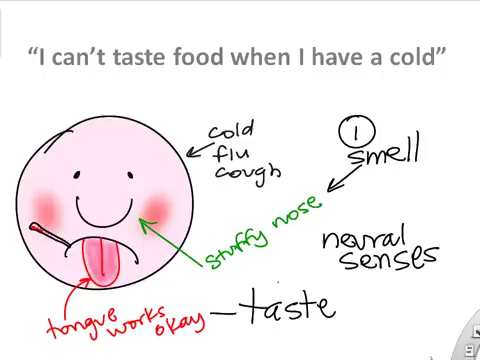 “I can’t taste food when I have a cold”
cold
flu
cough
1
smell
stuffy nose
neural
senses
tongue works
okay
– taste